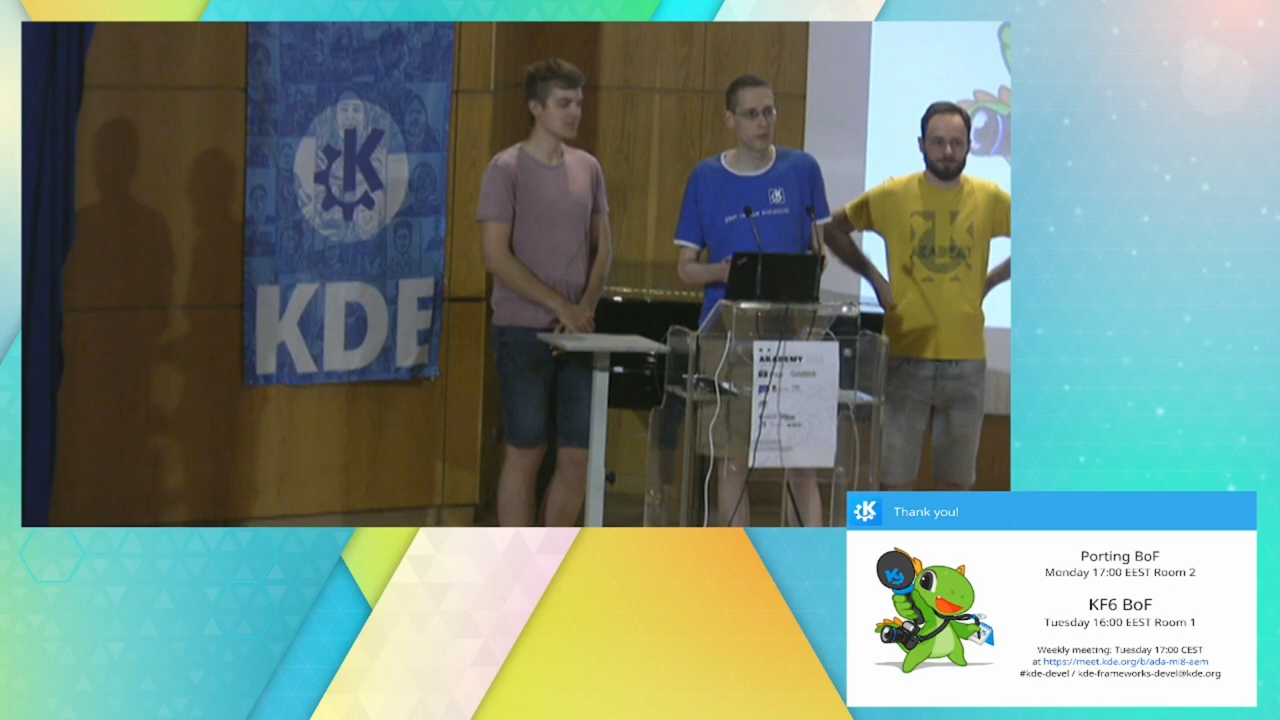 KDE
AKADEMY
AKADEMY
Thank you!
Porting BoF
Monday 17:00 EEST Room 2
KF6 BoF
Tuesday 16:00 EEST Room 1
Weekly meeting: Tuesday 17:00 CEST
at https://meet.kde.org/b/ada-mi8-aem
#kde-devel / kde-frameworks-devel@kde.org